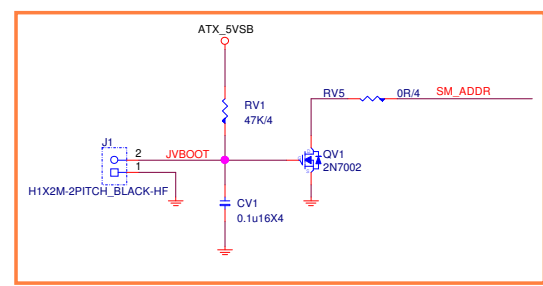 ATX_5VSB
RV1
47K/4
RV5
0R/4
SM_ADDR
J1
2
1
JVBOOT
QV1
2N7002
H1X2M-2PITCH_BLACK-HF
CV1
0.1u16X4